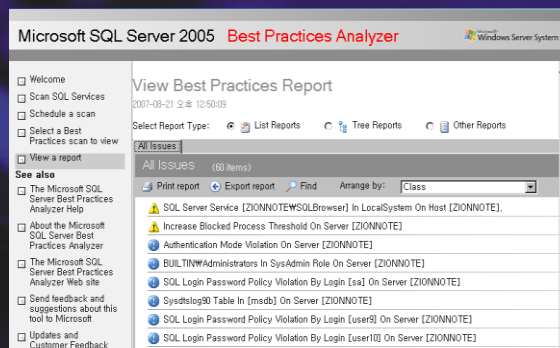 Microsoft SQL Server 2005 Best Practices Analyzer
Microsoft
Windows Server System
Welcome
Scan SQL Services
Schedule a scan
Select a Best
Practices scan to view
View a report
See also
The Microsoft SQL
Server Best Practices
Analyzer Help
About the Microsoft
SQL Server Best
Practices Analyzer
The Microsoft SQL
Server Best Practices
Analyzer Web site
Send feedback and
suggestions about this
tool to Microsoft
Updates and
Customer Feedback
View Best Practices Report
2007-08-21 오후 12:50:09
Select Report Type: List Reports Tree Reports Other Reports
All Issues
All Issues (60 items)
Print report Export report Find Arrange by: Class
SQL Server Service [ZIONNOTE₩SQLBrowser] In LocalSystem On Host [ZIONNOTE].
Increase Blocked Process Threshold On Server [ZIONNOTE]
Authentication Mode Violation On Server [ZIONNOTE]
BUILTIN₩Administrators In SysAdmin Role On Server [ZIONNOTE]
SQL Login Password Policy Violation By Login [sa] On Server [ZIONNOTE]
Sysdtslog90 Table In [msdb] On Server [ZIONNOTE]
SQL Login Password Policy Violation By Login [user9] On Server [ZIONNOTE]
SQL Login Password Policy Violation By Login [user10] On Server [ZIONNOTE]